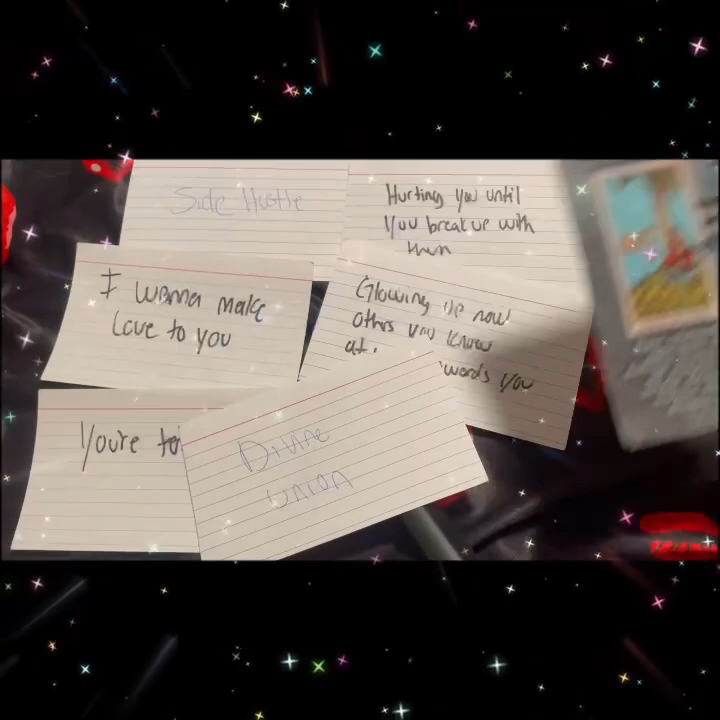 Side Hustle
Hurting you until
you break up with
them
I wanna make
Love to you
Glowing up now
others you know
at.
words you
You're
Divine
union